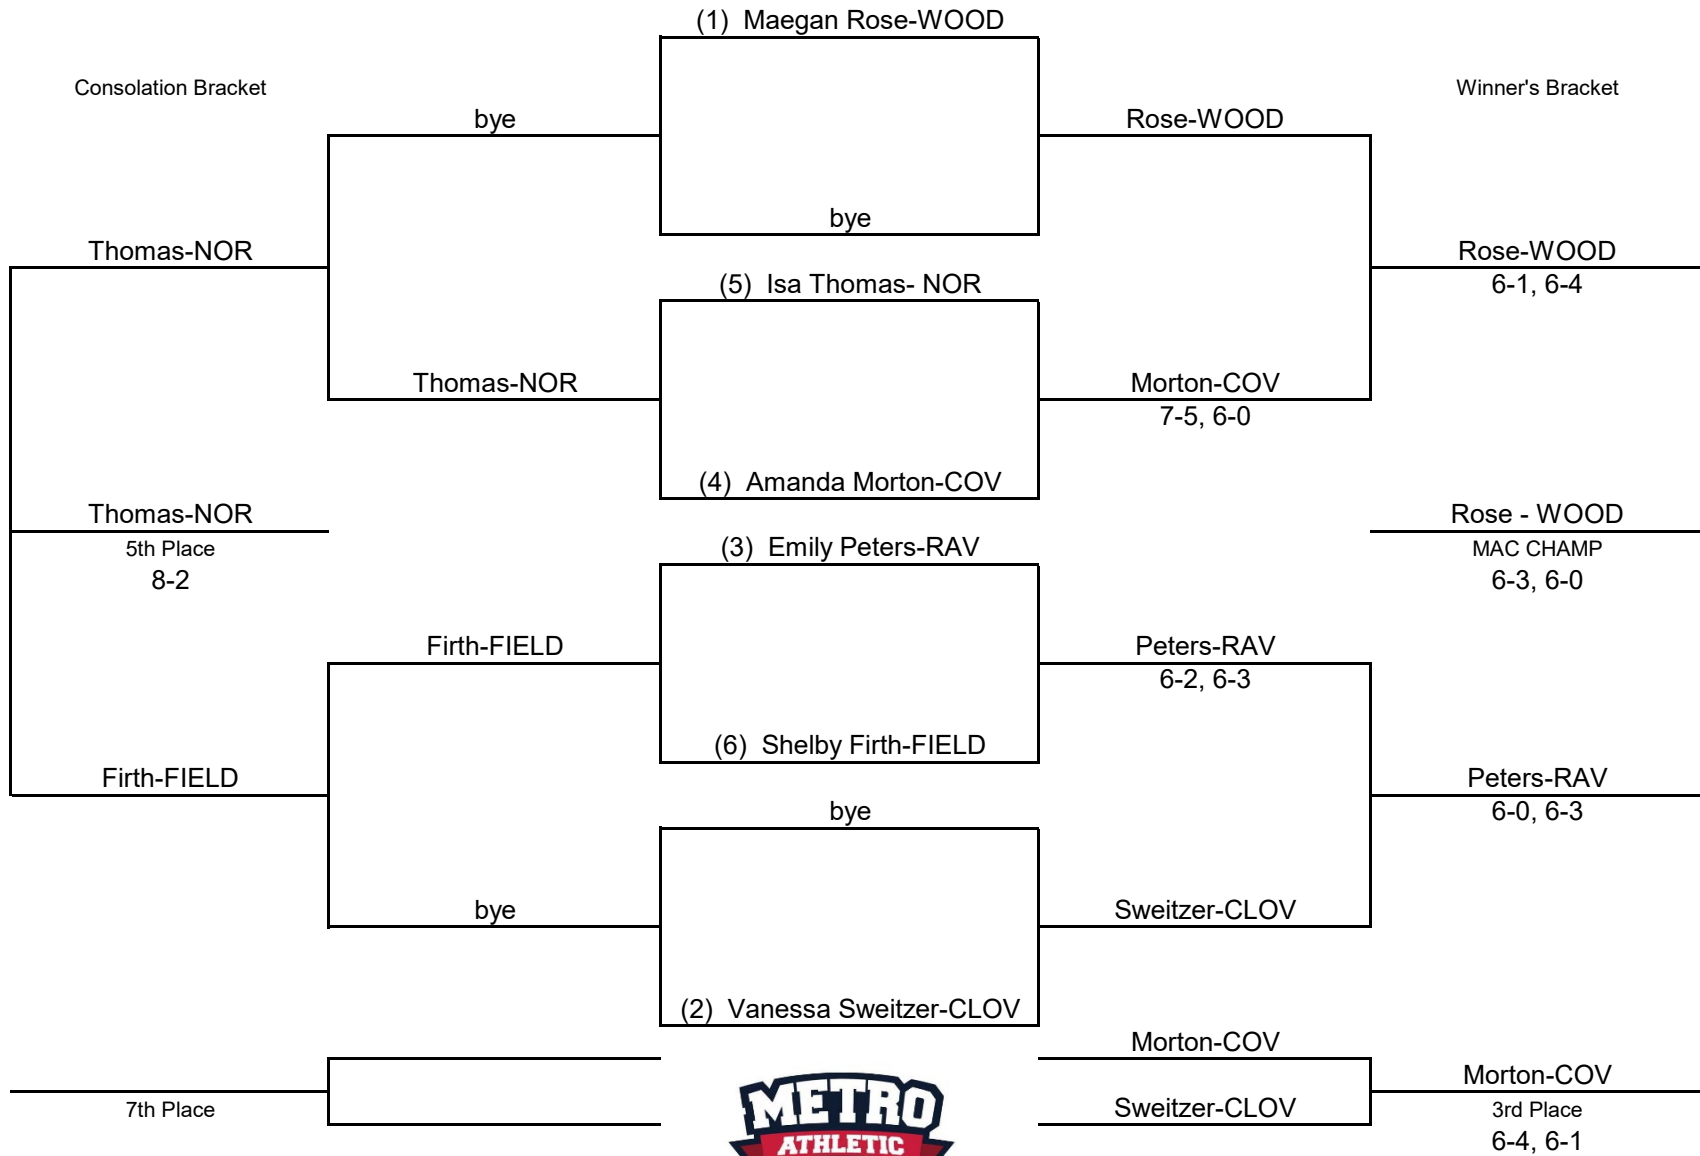 (1) Maegan Rose-WOOD
Consolation Bracket
Winner's Bracket
bye
Rose-WOOD
bye
Thomas-NOR
Rose-WOOD
(5) Isa Thomas- NOR
6-1, 6-4
Thomas-NOR
Morton-COV
7-5, 6-0
(4) Amanda Morton-COV
Thomas-NOR
Rose - WOOD
5th Place
(3) Emily Peters-RAV
MAC CHAMP
8-2
6-3, 6-0
Firth-FIELD
Peters-RAV
6-2, 6-3
(6) Shelby Firth-FIELD
Firth-FIELD
Peters-RAV
bye
6-0, 6-3
bye
Sweitzer-CLOV
(2) Vanessa Sweitzer-CLOV
Morton-COV
Morton-COV
7th Place
Sweitzer-CLOV
3rd Place
6-4, 6-1
METRO
ATHLETIC